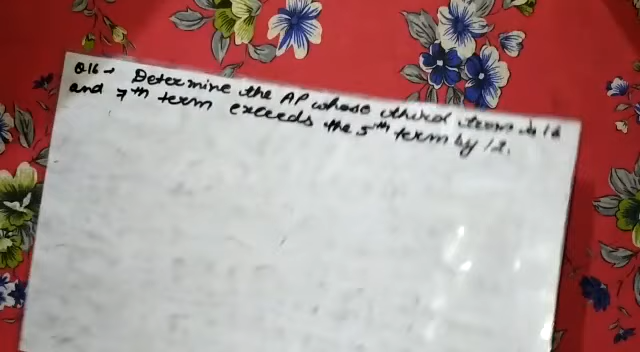 Q16→ Determine the AP whose third term is 16
and 7th term exceeds the 5th term by 12.